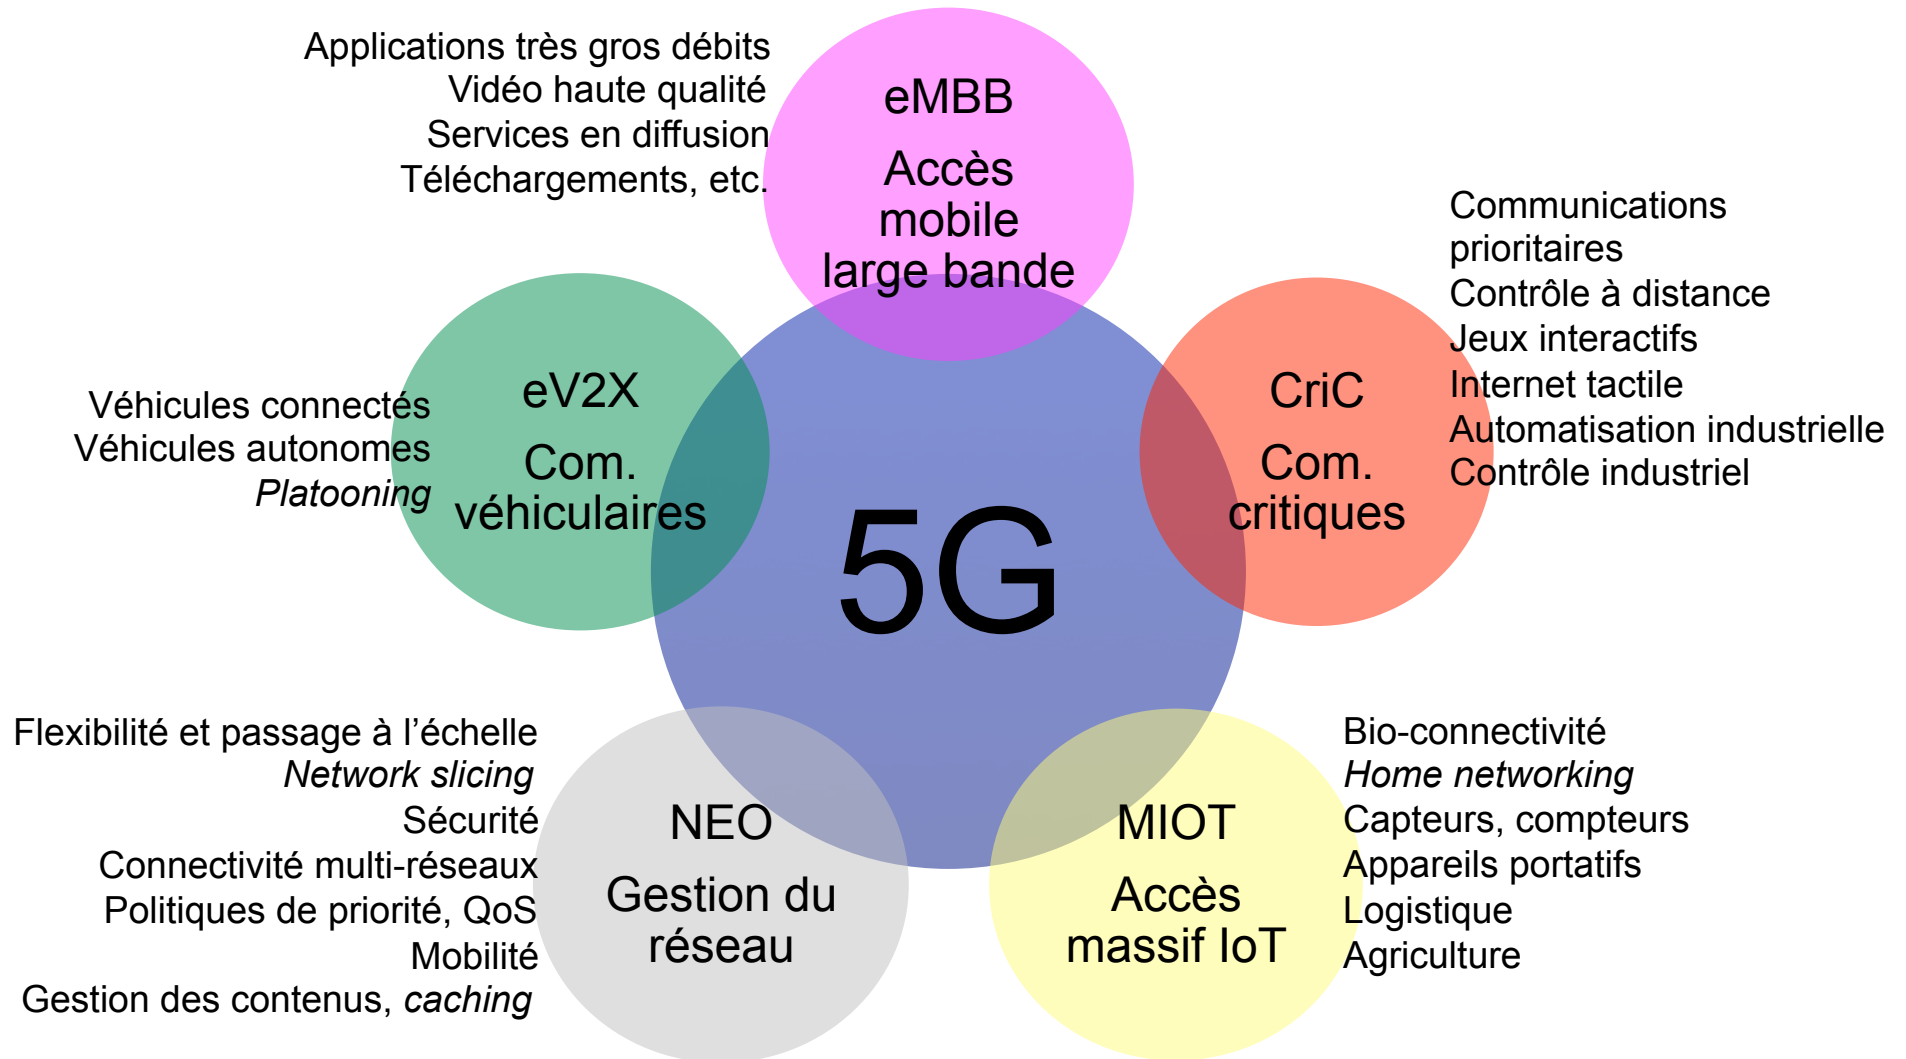 Applications très gros débits
Vidéo haute qualité
Services en diffusion
Téléchargements, etc.
eMBB
Accès
mobile
large bande
Communications
prioritaires
Contrôle à distance
Jeux interactifs
Internet tactile
Automatisation industrielle
Contrôle industriel
CriC
Com.
critiques
Véhicules connectés
Véhicules autonomes
Platooning
eV2X
Com.
véhiculaires
5G
Flexibilité et passage à l’échelle
Network slicing
Sécurité
Connectivité multi-réseaux
Politiques de priorité, QoS
Mobilité
Gestion des contenus, caching
NEO
Gestion du
réseau
MIOT
Accès
massif IoT
Bio-connectivité
Home networking
Capteurs, compteurs
Appareils portatifs
Logistique
Agriculture